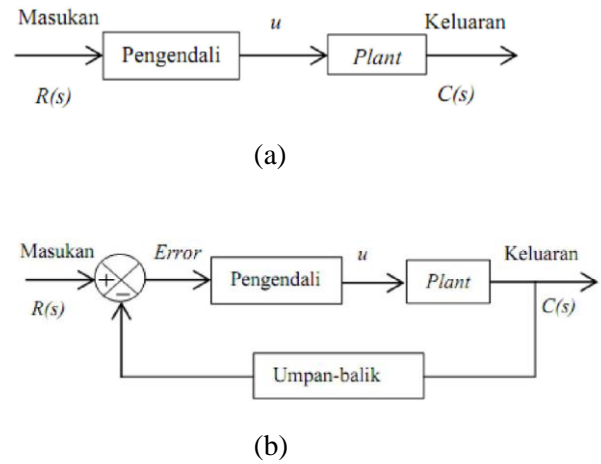 Masukan
u
Keluaran
Pengendali
Plant
R(s)
C(s)
(a)
Masukan
Error
u
Keluaran
+
Pengendali
Plant
−
R(s)
C(s)
Umpan-balik
(b)